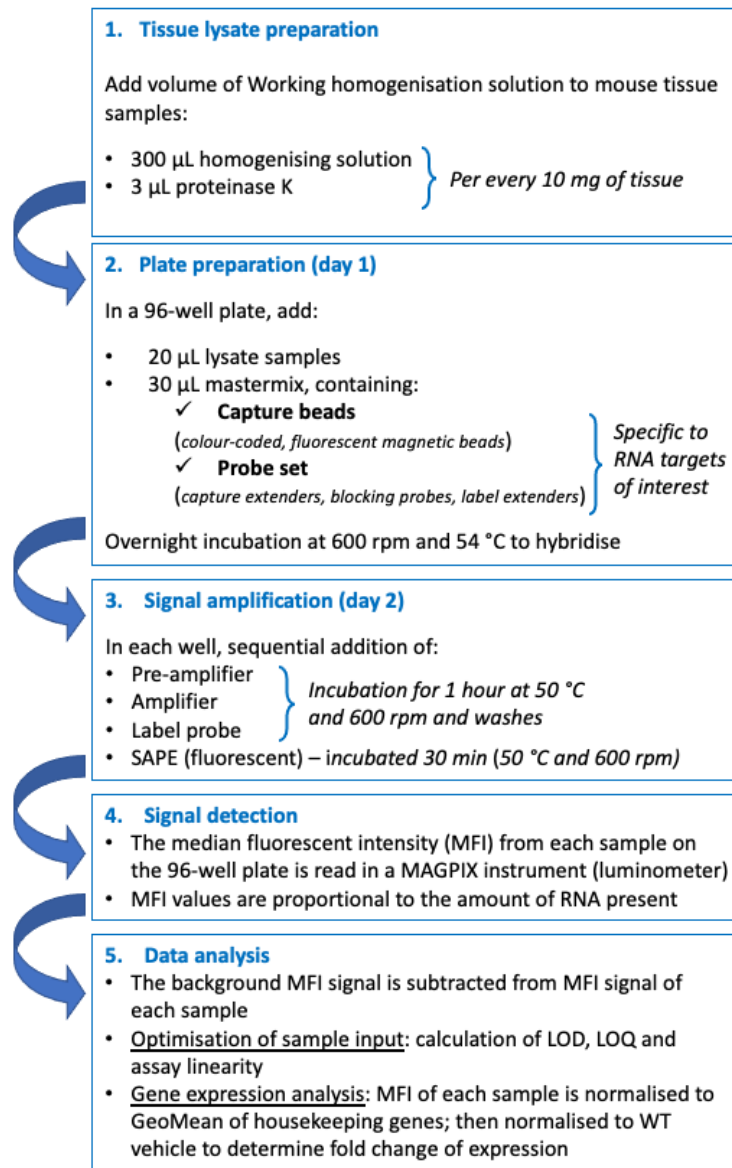 1. Tissue lysate preparation
Add volume of Working homogenisation solution to mouse tissue
samples:
• 300 µL homogenising solution
• 3 µL proteinase K
Per every 10 mg of tissue
2. Plate preparation (day 1)
In a 96-well plate, add:
• 20 µL lysate samples
• 30 µL mastermix, containing:
✓ Capture beads
(colour-coded, fluorescent magnetic beads)
✓ Probe set
(capture extenders, blocking probes, label extenders)
Specific to
RNA targets
of interest
Overnight incubation at 600 rpm and 54 °C to hybridise
3. Signal amplification (day 2)
In each well, sequential addition of:
• Pre-amplifier
• Amplifier
• Label probe
Incubation for 1 hour at 50 °C
and 600 rpm and washes
• SAPE (fluorescent) – incubated 30 min (50 °C and 600 rpm)
4. Signal detection
• The median fluorescent intensity (MFI) from each sample on
the 96-well plate is read in a MAGPIX instrument (luminometer)
• MFI values are proportional to the amount of RNA present
5. Data analysis
• The background MFI signal is subtracted from MFI signal of
each sample
• Optimisation of sample input: calculation of LOD, LOQ and
assay linearity
• Gene expression analysis: MFI of each sample is normalised to
GeoMean of housekeeping genes; then normalised to WT
vehicle to determine fold change of expression